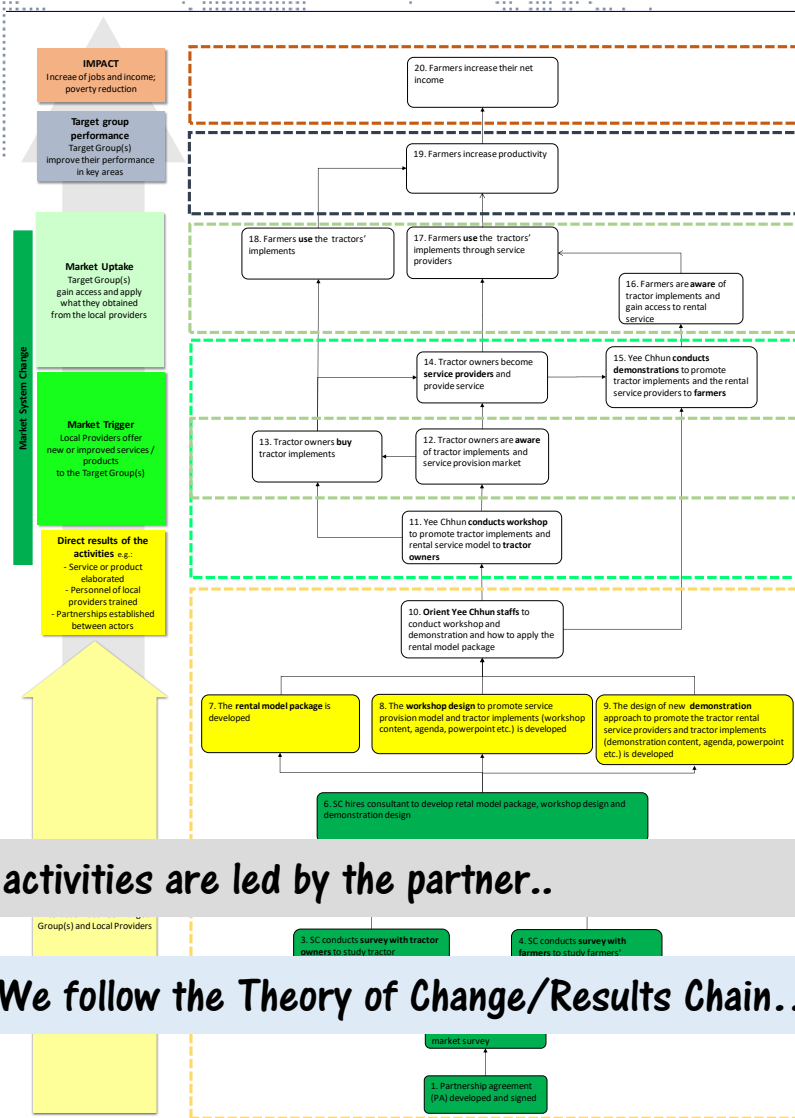 IMPACT
Increae of jobs and income;
poverty reduction
Target group
performance
Target Group(s)
improve their performance
in key areas
Market System Change
Market Uptake
Target Group(s)
gain access and apply
what they obtained
from the local providers
Market Trigger
Local Providers offer
new or improved services /
products
to the Target Group(s)
Direct results of the
activities e.g.:
- Service or product
elaborated
- Personnel of local
providers trained
- Partnerships established
between actors
20. Farmers increase their net
income
19. Farmers increase productivity
18. Farmers use the tractors'
implements
17. Farmers use the tractors'
implements through service
providers
16. Farmers are aware of
tractor implements and
gain access to rental
service
14. Tractor owners become
service providers and
provide service
15. Yee Chhun conducts
demonstrations to promote
tractor implements and the rental
service providers to farmers
13. Tractor owners buy
tractor implements
12. Tractor owners are aware
of tractor implements and
service provision market
11. Yee Chhun conducts workshop
to promote tractor implements and
rental service model to tractor
owners
10. Orient Yee Chhun staffs to
conduct workshop and
demonstration and how to apply the
rental model package
7. The rental model package is
developed
8. The workshop design to promote service
provision model and tractor implements (workshop
content, agenda, powerpoint etc.) is developed
9. The design of new demonstration
approach to promote the tractor rental
service providers and tractor implements
(demonstration content, agenda, powerpoint
etc.) is developed
6. SC hires consultant to develop retal model package, workshop design and
demonstration design
activities are led by the partner..
Group(s) and Local Providers
3. SC conducts survey with tractor
owners to study tractor
4. SC conducts survey with
farmers to study farmers'
We follow the Theory of Change/Results Chain..
market survey
1. Partnership agreement
(PA) developed and signed